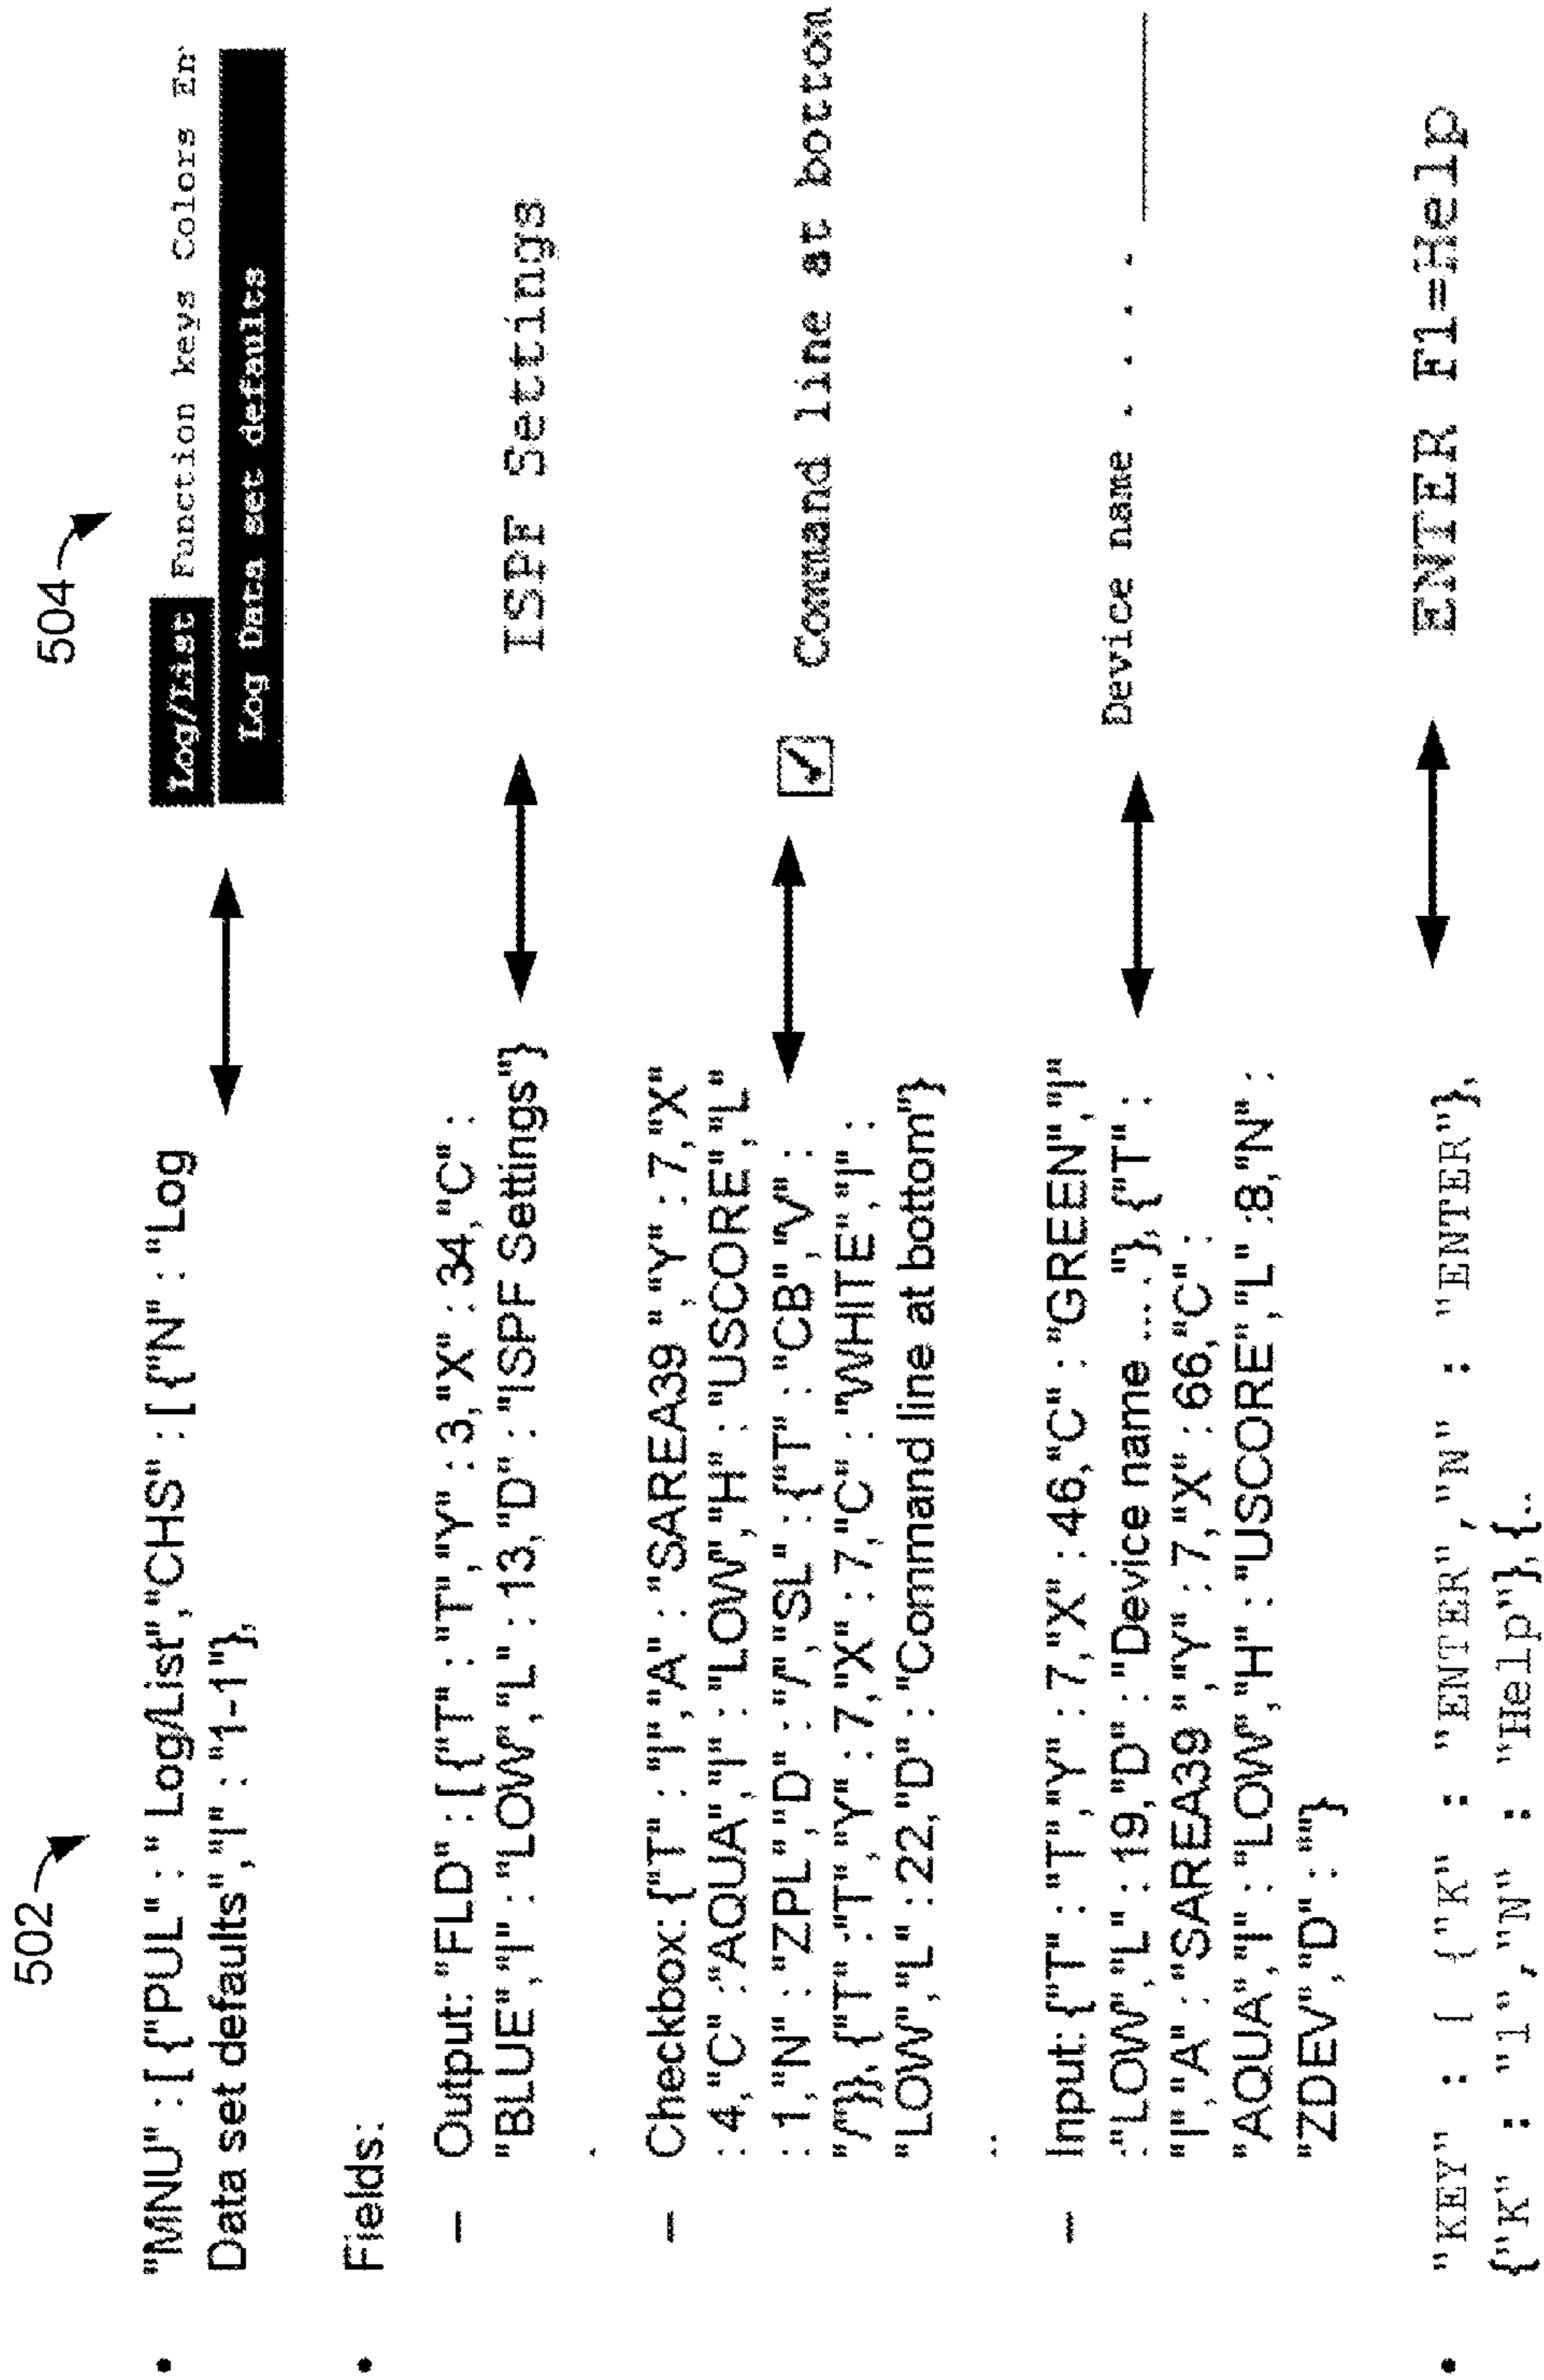 502
504
• "MNU" : [ {"PUL" : " Log/List","CHS" : [ {"N" : "Log
Data set defaults","I" : "1-1"},
Log/List Function keys Colors En
Log Data set defaults
• Fields:
– Output: "FLD" : [ {"T" : "T","Y" : 3,"X" : 34,"C" :
"BLUE","I" : "LOW","L" : 13,"D" : "ISPF Settings"}
ISPF Settings
– Checkbox: {"T" : "I","A" : "SAREA39 ","Y" : 7,"X"
: 4,"C" :"AQUA","I" : "LOW","H" : "USCORE","L"
: 1,"N" : "ZPL","D" : "/","SL" : {"T" : "CB","V" :
"/"}}, {"T" :"T","Y" : 7,"X" : 7,"C" : "WHITE","I" :
"LOW","L" : 22,"D" : "Command line at bottom"}
Command line at bottom
– Input: {"T" : "T","Y" : 7,"X" : 46,"C" : "GREEN","I"
:"LOW","L" : 19,"D" : "Device name .... "}, {"T" :
"I","A" : "SAREA39 ","Y" : 7,"X" : 66,"C" :
"AQUA","I" : "LOW","H" : "USCORE","L" :8,"N" :
"ZDEV","D" : ""}
Device name . . . .
• "KEY" : [ {"K" : "ENTER","N" : "ENTER"},
{"K" : "1","N" : "Help"}, {..
ENTER F1=Help